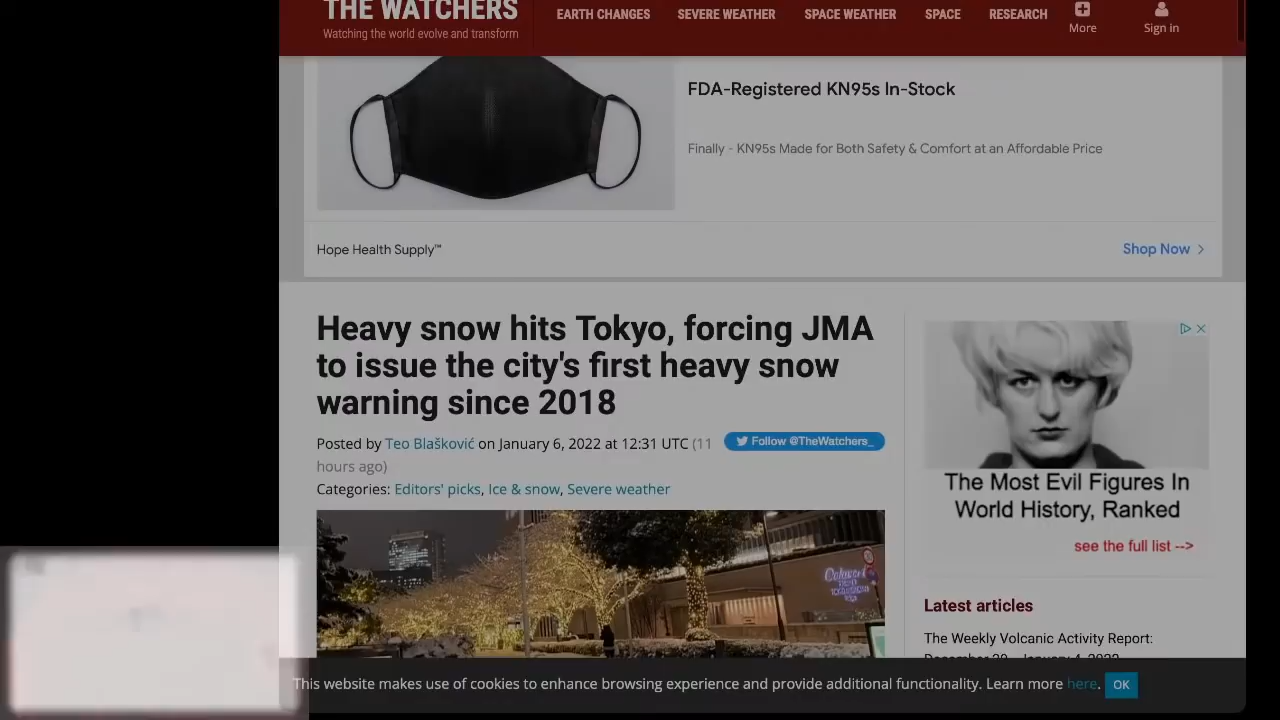 THE WATCHERS
Watching the world evolve and transform
EARTH CHANGES SEVERE WEATHER SPACE WEATHER SPACE RESEARCH More Sign in
FDA-Registered KN95s In-Stock
Finally - KN95s Made for Both Safety & Comfort at an Affordable Price
Hope Health Supply™
Shop Now >
Heavy snow hits Tokyo, forcing JMA
to issue the city's first heavy snow
warning since 2018
Posted by Teo Blašković on January 6, 2022 at 12:31 UTC (11
hours ago)
Follow @TheWatchers_
Categories: Editors' picks, Ice & snow, Severe weather
The Most Evil Figures In
World History, Ranked
see the full list -->
Latest articles
The Weekly Volcanic Activity Report:
December 29 – January 4, 2022
This website makes use of cookies to enhance browsing experience and provide additional functionality. Learn more here. OK